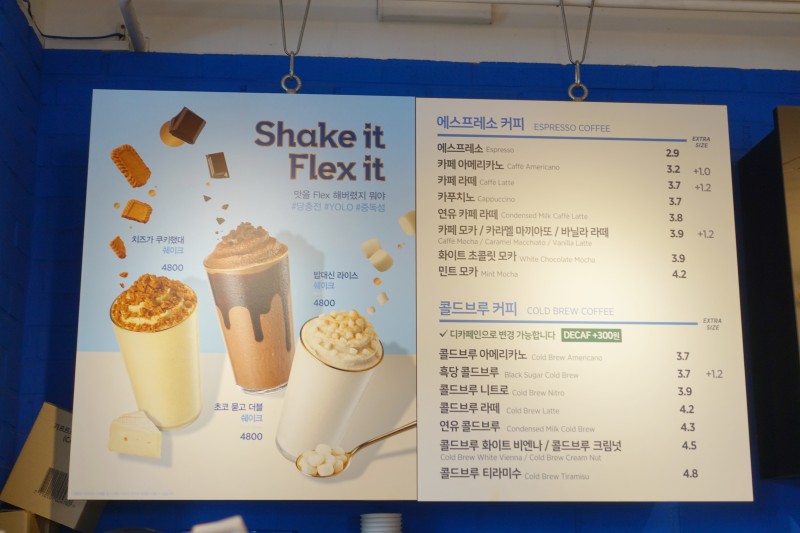 Shake it
Flex it
맛을 Flex 해버렸지 뭐야
#당충전 #YOLO #중독성
치즈가 쿠키했대
쉐이크
4800
밥대신 라이스
쉐이크
4800
초코 묻고 더블
쉐이크
4800
에스프레소 커피 ESPRESSO COFFEE
EXTRA SIZE
에스프레소 Espresso 2.9
카페 아메리카노 Caffé Americano 3.2 +1.0
카페 라떼 Caffé Latte 3.7 +1.2
카푸치노 Cappuccino 3.7
연유 카페 라떼 Condensed Milk Caffé Latte 3.8
카페 모카 / 카라멜 마끼아또 / 바닐라 라떼 3.9 +1.2
Caffé Mocha / Caramel Macchiato / Vanilla Latte
화이트 초콜릿 모카 White Chocolate Mocha 3.9
민트 모카 Mint Mocha 4.2
콜드브루 커피 COLD BREW COFFEE
EXTRA SIZE
✓ 디카페인으로 변경 가능합니다 DECAF +300원
콜드브루 아메리카노 Cold Brew Americano 3.7
흑당 콜드브루 Black Sugar Cold Brew 3.7 +1.2
콜드브루 니트로 Cold Brew Nitro 3.9
콜드브루 라떼 Cold Brew Latte 4.2
연유 콜드브루 Condensed Milk Cold Brew 4.3
콜드브루 화이트 비엔나 / 콜드브루 크림넛 4.5
Cold Brew White Vienna / Cold Brew Cream Nut
콜드브루 티라미수 Cold Brew Tiramisu 4.8